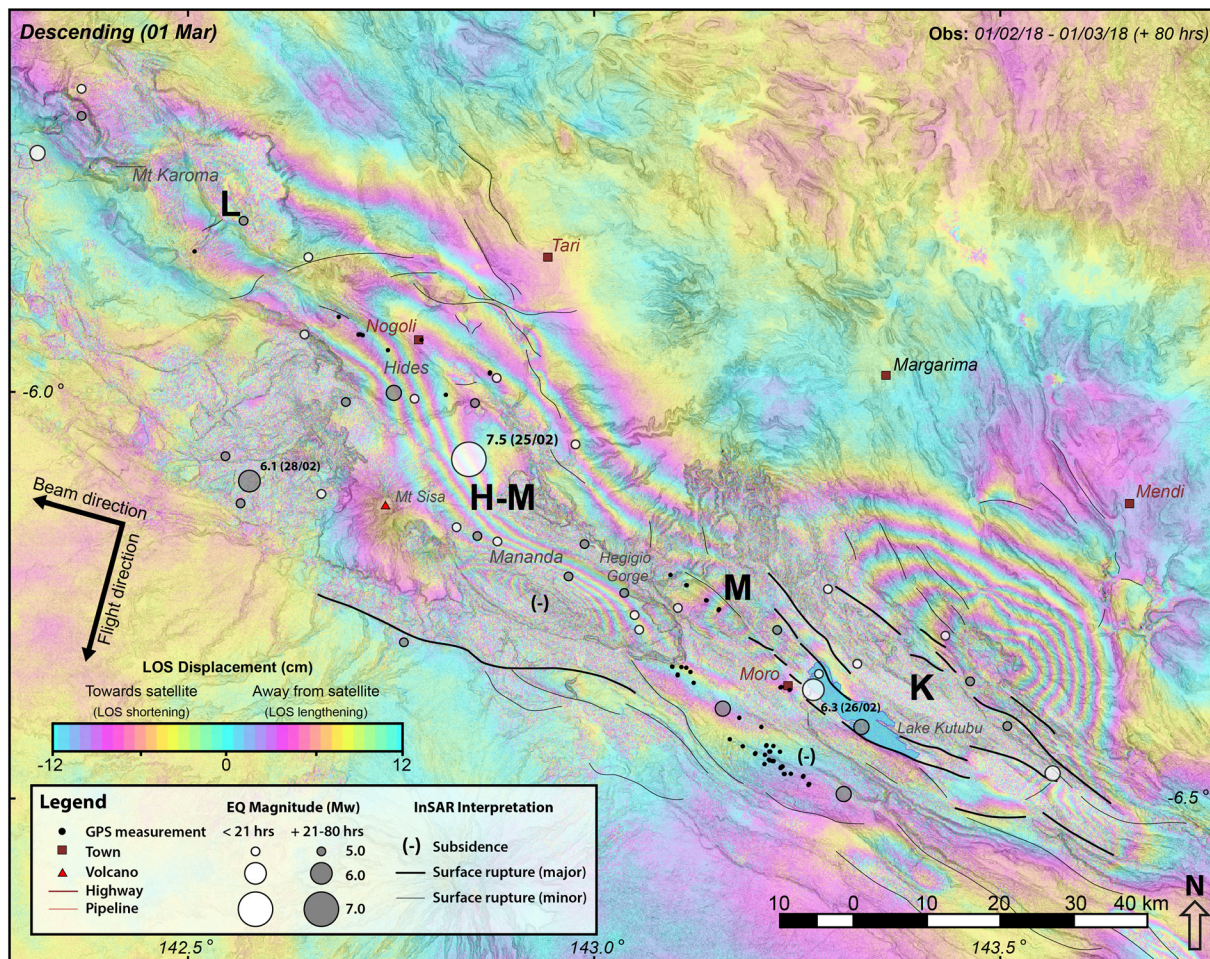 Descending (01 Mar)
Obs: 01/02/18 - 01/03/18 (+ 80 hrs)
Mt Karoma
L
Tari
Nogoli
Hides
Margarima
-6.0°
7.5 (25/02)
6.1 (28/02)
H-M
Mt Sisa
Mendi
Beam direction
Flight direction
Mananda
Hegigio
Gorge
M
(-)
K
Moro
6.3 (26/02)
Lake Kutubu
(-)
LOS Displacement (cm)
Towards satellite
(LOS shortening)
Away from satellite
(LOS lengthening)
-12
0
12
-6.5°
Legend
GPS measurement
Town
Volcano
Highway
Pipeline
EQ Magnitude (Mw)
< 21 hrs
+ 21-80 hrs
5.0
6.0
7.0
InSAR Interpretation
(-) Subsidence
Surface rupture (major)
Surface rupture (minor)
N
10 0 10 20 30 40 km
142.5°
143.0°
143.5°